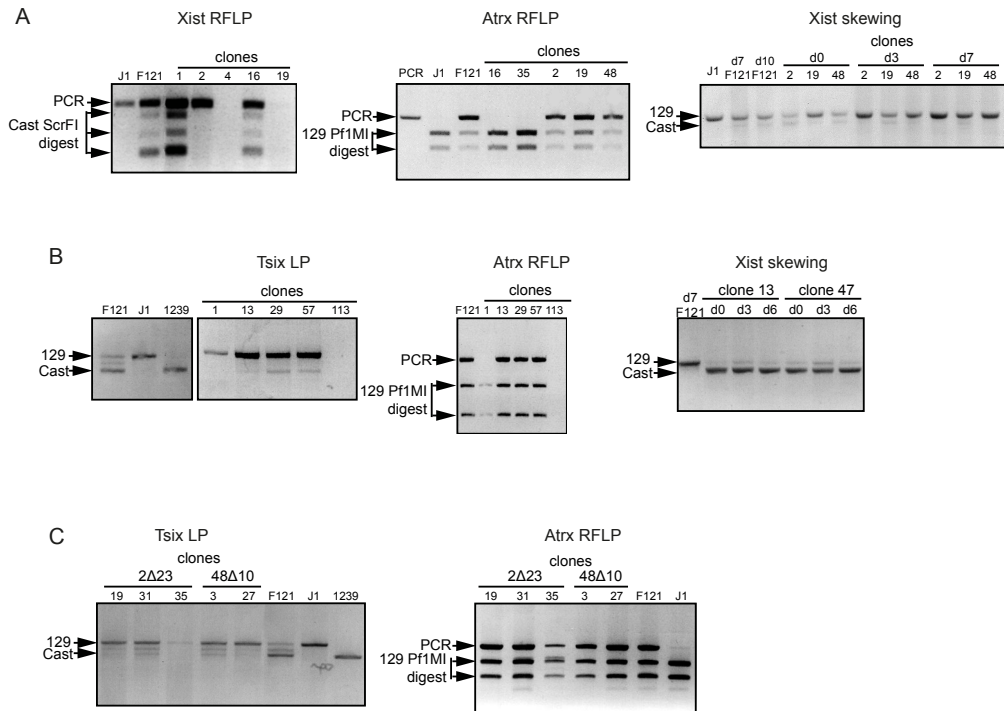 A
Xist RFLP
clones
J1 F121 1 2 4 16 19
PCR
Cast ScrFI
digest
Atrx RFLP
clones
PCR J1 F121 16 35 2 19 48
129 Pf1MI
digest
Xist skewing
clones
d7 d10 d0 d3 d7
J1 F121 F121 2 19 48 2 19 48 2 19 48
129
Cast
B
Tsix LP
clones
F121 J1 1239 1 13 29 57 113
129
Cast
Atrx RFLP
clones
F121 1 13 29 57 113
PCR
129 Pf1MI
digest
Xist skewing
d7 clone 13 clone 47
F121 d0 d3 d6 d0 d3 d6
129
Cast
C
Tsix LP
clones
2Δ23 48Δ10
19 31 35 3 27 F121 J1 1239
129
Cast
Atrx RFLP
clones
2Δ23 48Δ10
19 31 35 3 27 F121 J1
PCR
129 Pf1MI
digest